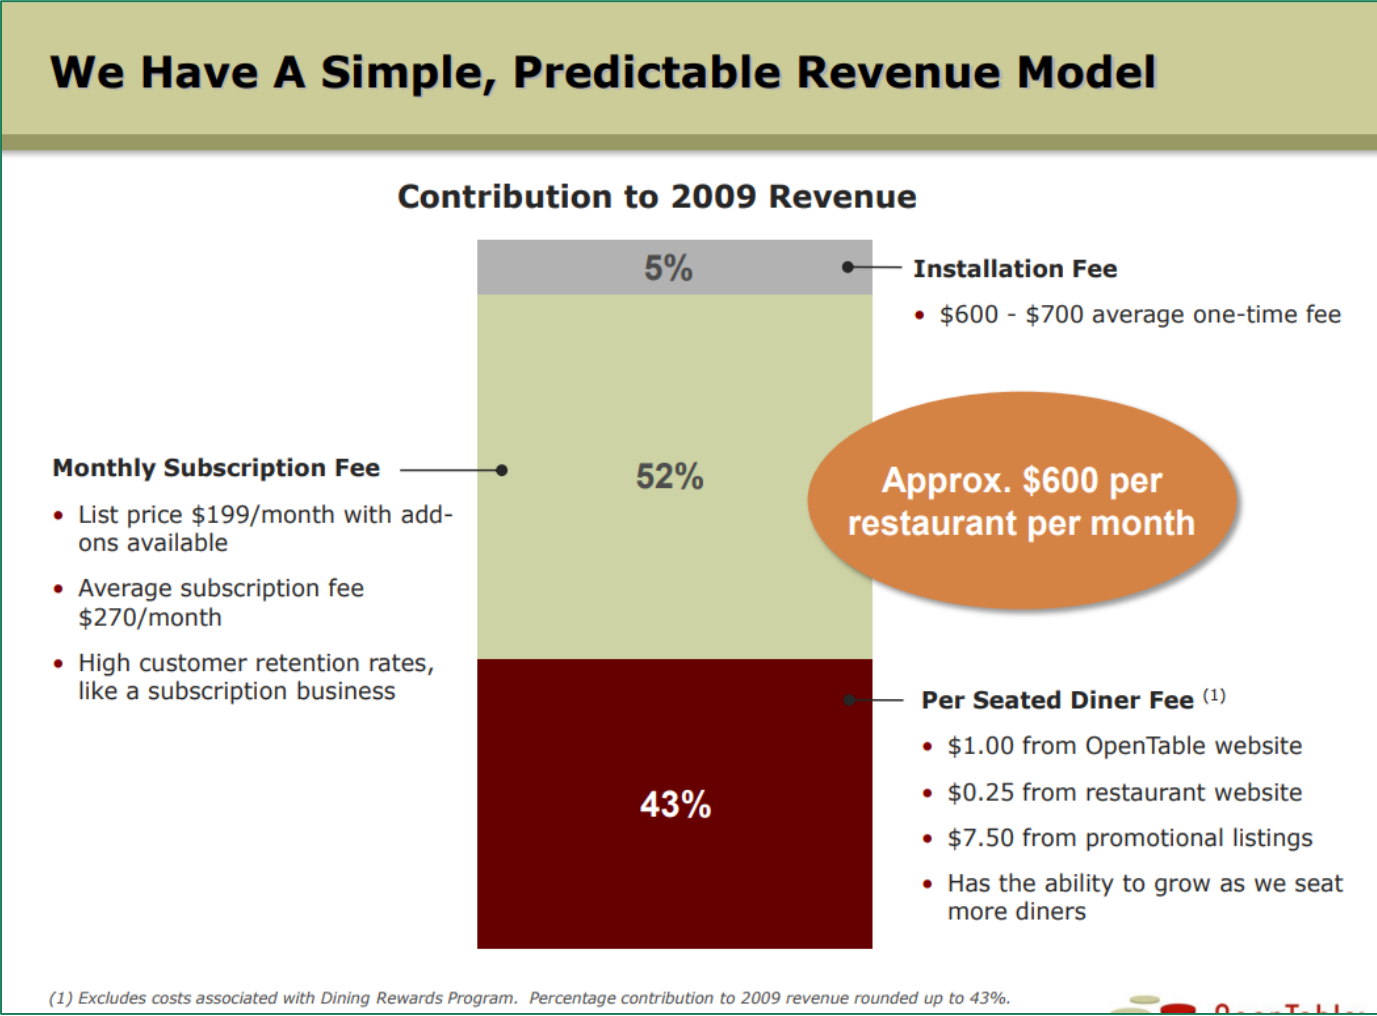 We Have A Simple, Predictable Revenue Model
Contribution to 2009 Revenue
5%
Installation Fee
• $600 - $700 average one-time fee
Monthly Subscription Fee
• List price $199/month with add-
ons available
• Average subscription fee
$270/month
• High customer retention rates,
like a subscription business
52%
Approx. $600 per
restaurant per month
43%
Per Seated Diner Fee (1)
• $1.00 from OpenTable website
• $0.25 from restaurant website
• $7.50 from promotional listings
• Has the ability to grow as we seat
more diners
(1) Excludes costs associated with Dining Rewards Program.  Percentage contribution to 2009 revenue rounded up to 43%.
OpenTable